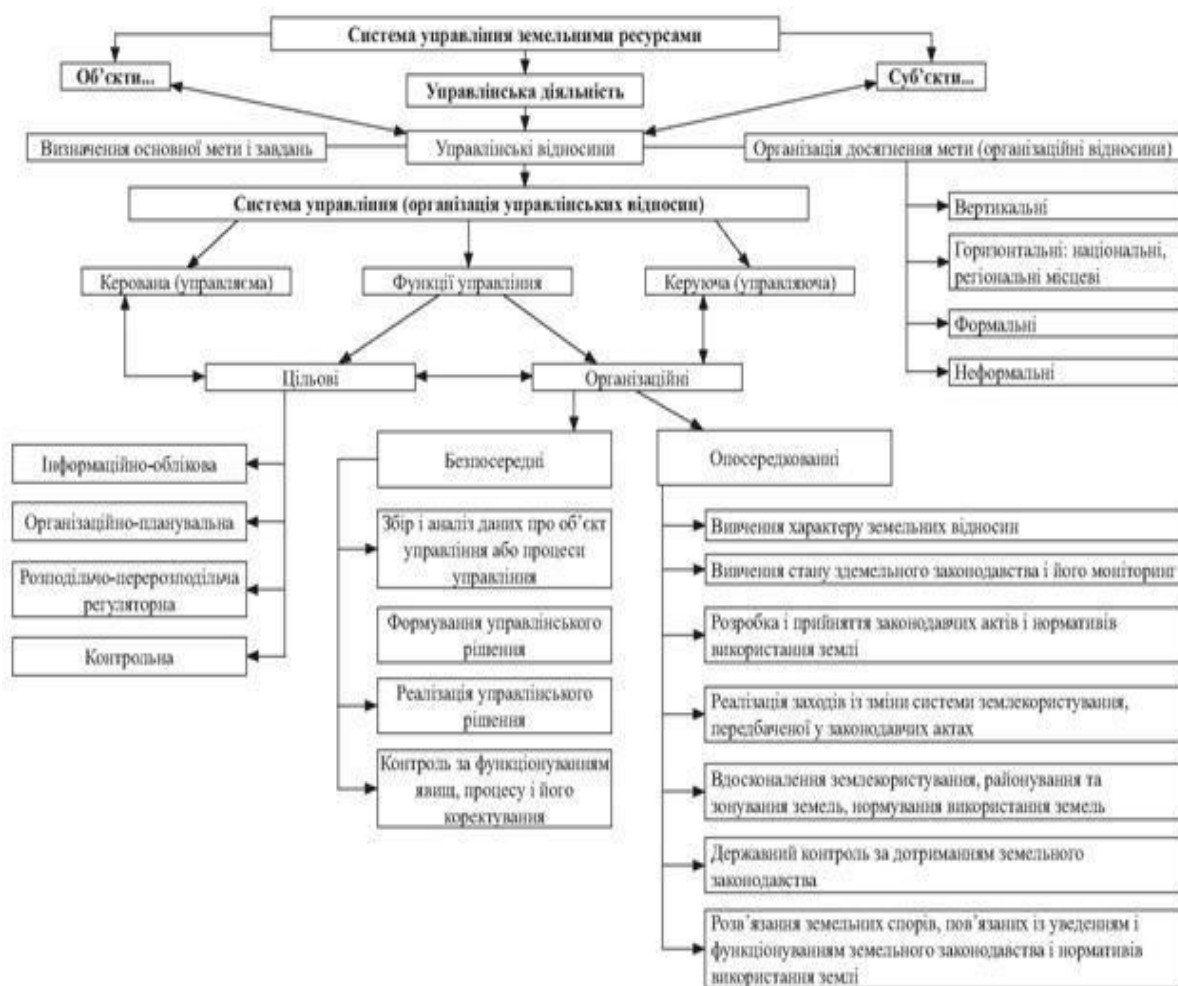 Система управління земельними ресурсами
Об’єкти...
Суб’єкти...
Управлінська діяльність
Визначення основної мети і завдань
Управлінські відносини
Організація досягнення мети (організаційні відносини)
Система управління (організація управлінських відносин)
Вертикальні
Горизонтальні: національні,
регіональні місцеві
Формальні
Неформальні
Керована (управляєма)
Функції управління
Керуюча (управляюча)
Цільові
Організаційні
Інформаційно-облікова
Організаційно-планувальна
Розподільчо-перерозподільча
регуляторна
Контрольна
Безпосередні
Збір і аналіз даних про об’єкт
управління або процеси
управління
Формування управлінського
рішення
Реалізація управлінського
рішення
Контроль за функціонуванням
явищ, процесу і його
коректування
Опосередкованні
Вивчення характеру земельних відносин
Вивчення стану здемельного законодавства і його моніторинг
Розробка і прийняття законодавчих актів і нормативів
використання землі
Реалізація заходів із зміни системи землекористування,
передбаченої у законодавчих актах
Вдосконалення землекористування, районування та
зонування земель, нормування використання земель
Державний контроль за дотриманням земельного
законодавства
Розв’язання земельних спорів, пов’язаних із уведенням і
функціонуванням земельного законодавства і нормативів
використання землі